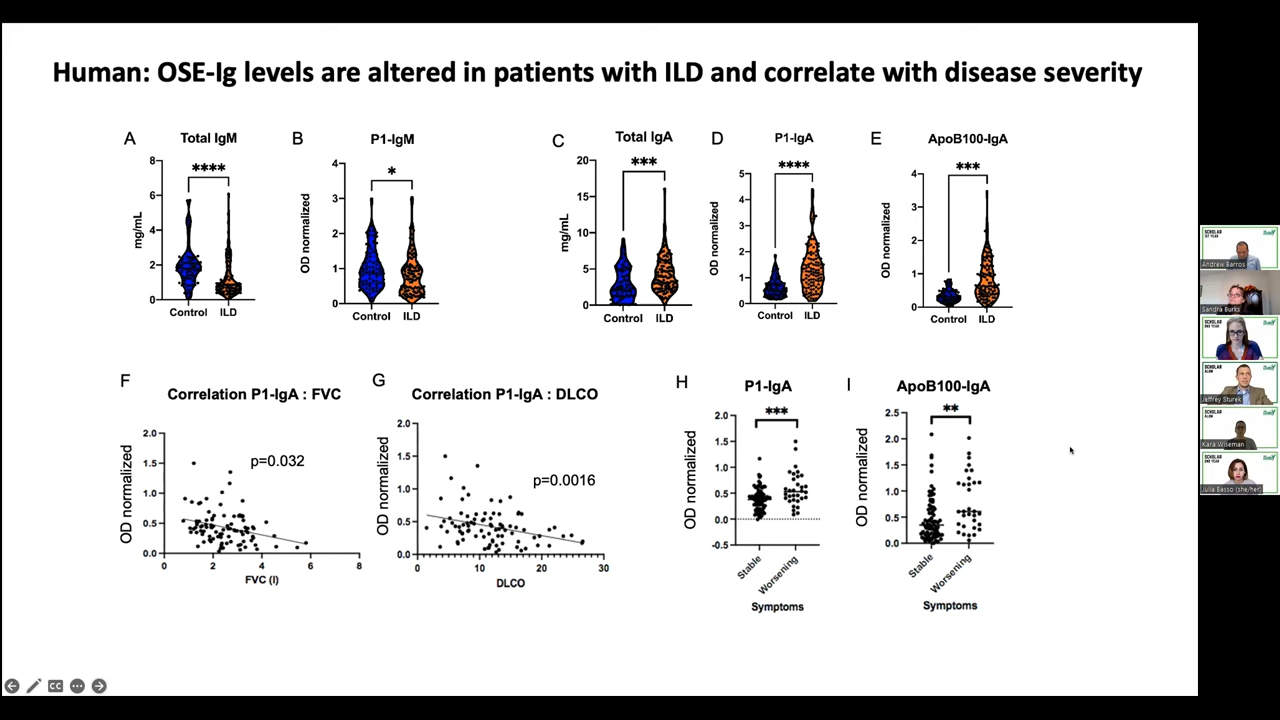 Human: OSE-Ig levels are altered in patients with ILD and correlate with disease severity
A
Total IgM
****
mg/mL
8
6
4
2
0
Control ILD
B
P1-IgM
*
OD normalized
4
3
2
1
0
Control ILD
C
Total IgA
***
mg/mL
20
15
10
5
0
Control ILD
D
P1-IgA
****
OD normalized
5
4
3
2
1
0
Control ILD
E
ApoB100-IgA
***
OD normalized
4
3
2
1
0
Control ILD
F
Correlation P1-IgA : FVC
OD normalized
2.0
1.5
1.0
0.5
0.0
p=0.032
0 2 4 6 8
FVC (l)
G
Correlation P1-IgA : DLCO
OD normalized
2.0
1.5
1.0
0.5
0.0
p=0.0016
0 10 20 30
DLCO
H
P1-IgA
***
OD normalized
2.0
1.5
1.0
0.5
0.0
-0.5
Stable Worsening
Symptoms
I
ApoB100-IgA
**
OD normalized
2.5
2.0
1.5
1.0
0.5
0.0
Stable Worsening
Symptoms
CC
SCHOLAR
Andrew Barros
Sandra Burks
SCHOLAR
SCHOLAR
Jeffrey Sturek
SCHOLAR
Kara Wiseman
SCHOLAR
Julia Basso (she/her)